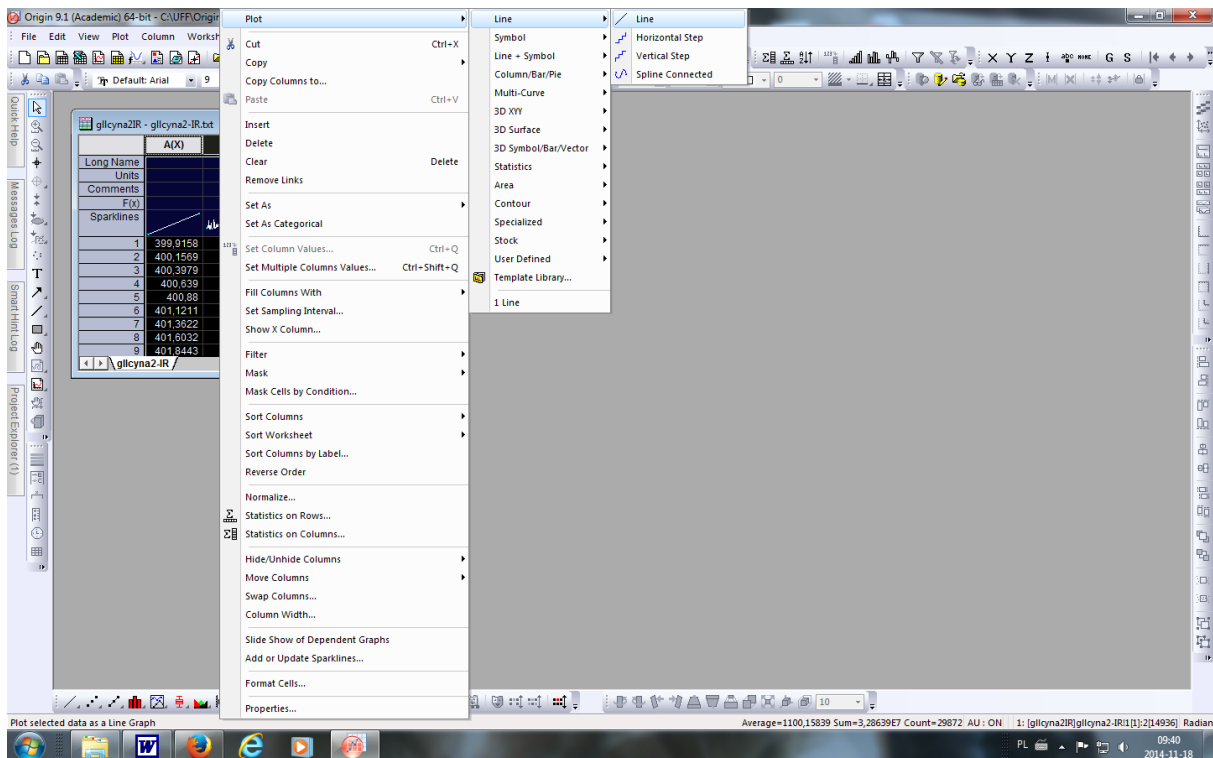 Origin 9.1 (Academic) 64-bit - C:\UFF\Origin
File Edit View Plot Column Worksh
Default: Arial 9
0
X Y Z
G S
Quick Help
Messages Log
Smart Hint Log
Project Explorer (1)
T
gllcyna2IR - gllcyna2-IR.txt
A(X)
Long Name
Units
Comments
F(x)
Sparklines
1 399,9158
2 400,1569
3 400,3979
4 400,639
5 400,88
6 401,1211
7 401,3622
8 401,6032
9 401,8443
gllcyna2-IR
Plot
Cut Ctrl+X
Copy
Copy Columns to...
Paste Ctrl+V
Insert
Delete
Clear Delete
Remove Links
Set As
Set As Categorical
Set Column Values... Ctrl+Q
Set Multiple Columns Values... Ctrl+Shift+Q
Fill Columns With
Set Sampling Interval...
Show X Column...
Filter
Mask
Mask Cells by Condition...
Sort Columns
Sort Worksheet
Sort Columns by Label...
Reverse Order
Normalize...
Statistics on Rows...
Statistics on Columns...
Hide/Unhide Columns
Move Columns
Swap Columns...
Column Width...
Slide Show of Dependent Graphs
Add or Update Sparklines...
Format Cells...
Properties...
Line
Symbol
Line + Symbol
Column/Bar/Pie
Multi-Curve
3D XYY
3D Surface
3D Symbol/Bar/Vector
Statistics
Area
Contour
Specialized
Stock
User Defined
Template Library...
1 Line
Line
Horizontal Step
Vertical Step
Spline Connected
10
Plot selected data as a Line Graph
Average=1100,15839 Sum=3,28639E7 Count=29872 AU : ON 1: [gllcyna2IR]gllcyna2-IR!1[1]:2[14936] Radian
PL
09:40
2014-11-18